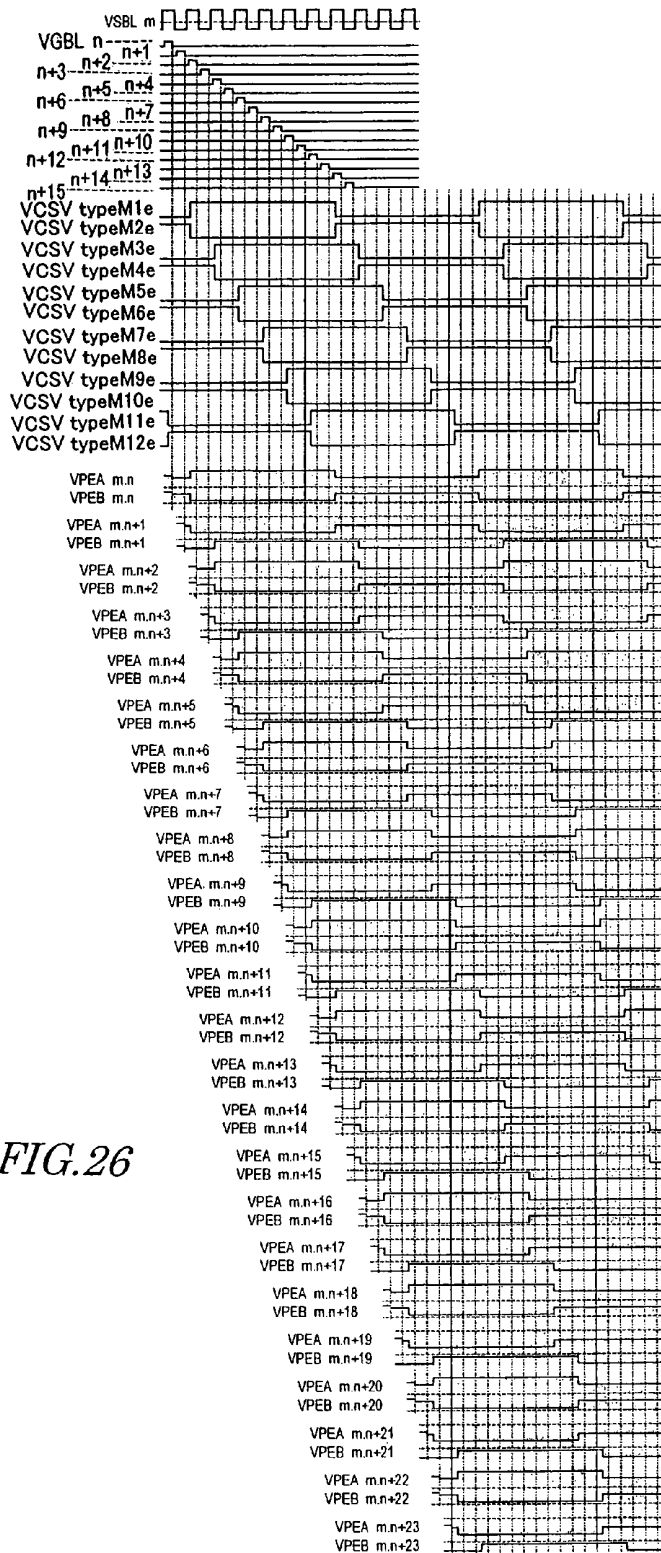 VSBL m
VGBL n
n+1
n+2
n+3
n+4
n+5
n+6
n+7
n+8
n+9
n+10
n+11
n+12
n+13
n+14
n+15
VCSV typeM1e
VCSV typeM2e
VCSV typeM3e
VCSV typeM4e
VCSV typeM5e
VCSV typeM6e
VCSV typeM7e
VCSV typeM8e
VCSV typeM9e
VCSV typeM10e
VCSV typeM11e
VCSV typeM12e
VPEA m.n
VPEB m.n
VPEA m.n+1
VPEB m.n+1
VPEA m.n+2
VPEB m.n+2
VPEA m.n+3
VPEB m.n+3
VPEA m.n+4
VPEB m.n+4
VPEA m.n+5
VPEB m.n+5
VPEA m.n+6
VPEB m.n+6
VPEA m.n+7
VPEB m.n+7
VPEA m.n+8
VPEB m.n+8
VPEA m.n+9
VPEB m.n+9
VPEA m.n+10
VPEB m.n+10
VPEA m.n+11
VPEB m.n+11
VPEA m.n+12
VPEB m.n+12
VPEA m.n+13
VPEB m.n+13
VPEA m.n+14
VPEB m.n+14
FIG.26
VPEA m.n+15
VPEB m.n+15
VPEA m.n+16
VPEB m.n+16
VPEA m.n+17
VPEB m.n+17
VPEA m.n+18
VPEB m.n+18
VPEA m.n+19
VPEB m.n+19
VPEA m.n+20
VPEB m.n+20
VPEA m.n+21
VPEB m.n+21
VPEA m.n+22
VPEB m.n+22
VPEA m.n+23
VPEB m.n+23